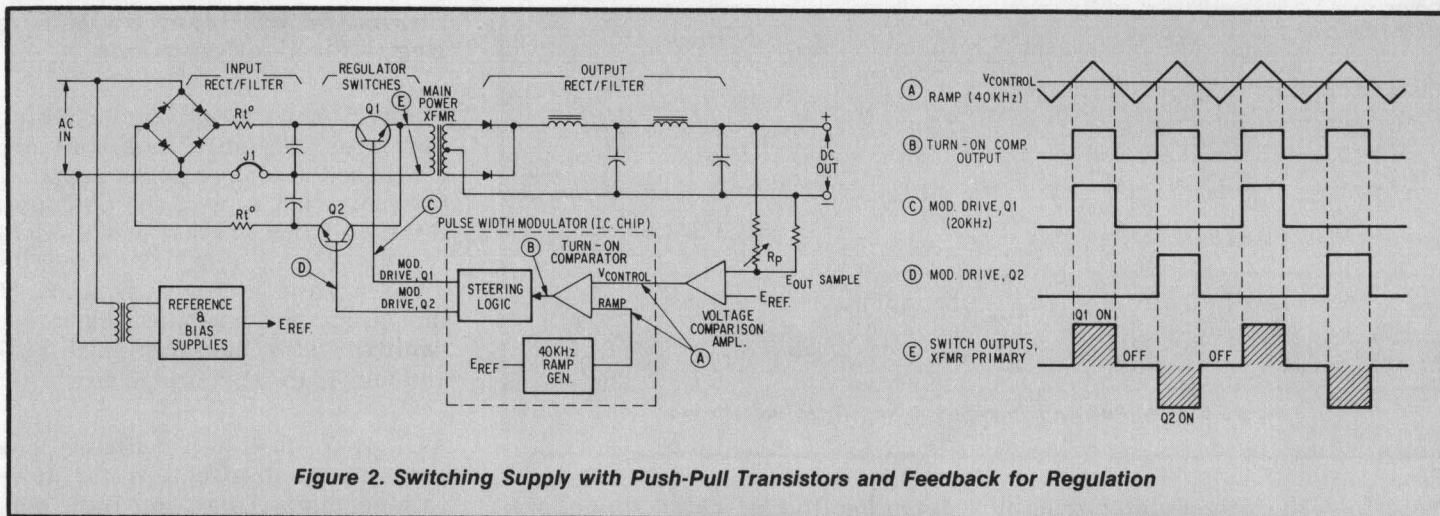 INPUT
RECT/FILTER
REGULATOR
SWITCHES
MAIN
POWER
XFMR.
OUTPUT
RECT/FILTER
AC
IN
Rt°
J1
Rt°
Q1
E
Q2
C
D
+
DC
OUT
–
PULSE WIDTH MODULATOR (I.C. CHIP)
B
TURN-ON
COMPARATOR
MOD.
DRIVE, Q1
MOD.
DRIVE, Q2
STEERING
LOGIC
VCONTROL
RAMP
RP
EOUT SAMPLE
EREF.
VOLTAGE
COMPARISON
AMPL.
A
REFERENCE
&
BIAS
SUPPLIES
EREF.
EREF
40KHz
RAMP
GEN.
A VCONTROL
RAMP (40KHz)
B TURN-ON COMP.
OUTPUT
C MOD. DRIVE, Q1
(20KHz)
D MOD. DRIVE, Q2
E SWITCH OUTPUTS,
XFMR PRIMARY
Q1 ON
OFF
OFF
Q2 ON
Figure 2. Switching Supply with Push-Pull Transistors and Feedback for Regulation